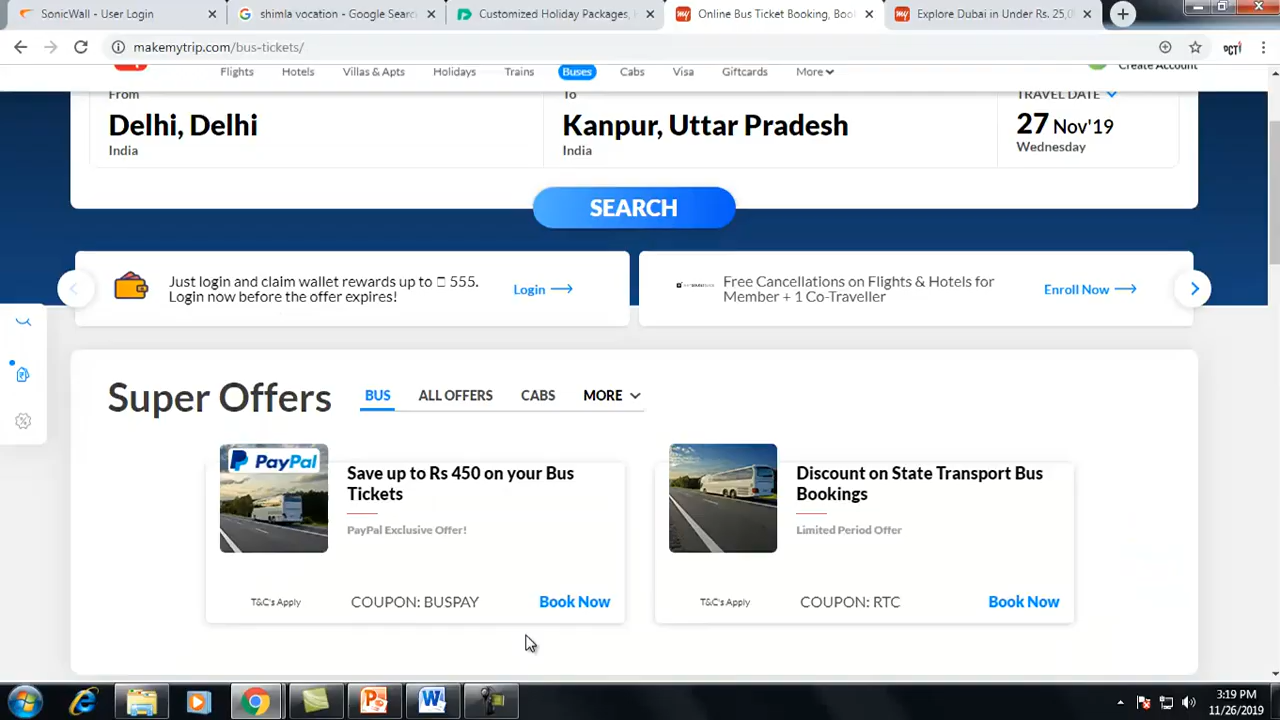 SonicWall - User Login
shimla vocation - Google Sear
Customized Holiday Packages,
Online Bus Ticket Booking, Boo
Explore Dubai in Under Rs. 25,0
makemytrip.com/bus-tickets/
Flights Hotels Villas & Apts Holidays Trains Buses Cabs Visa Giftcards More
Create Account
From To TRAVEL DATE
Delhi, Delhi Kanpur, Uttar Pradesh 27 Nov'19
India India Wednesday
SEARCH
Just login and claim wallet rewards up to 555.
Login now before the offer expires!
Login
Free Cancellations on Flights & Hotels for
Member + 1 Co-Traveller
Enroll Now
Super Offers BUS ALL OFFERS CABS MORE
PayPal
Save up to Rs 450 on your Bus
Tickets
PayPal Exclusive Offer!
T&C's Apply COUPON: BUSPAY Book Now
Discount on State Transport Bus
Bookings
Limited Period Offer
T&C's Apply COUPON: RTC Book Now
3:19 PM
11/26/2019